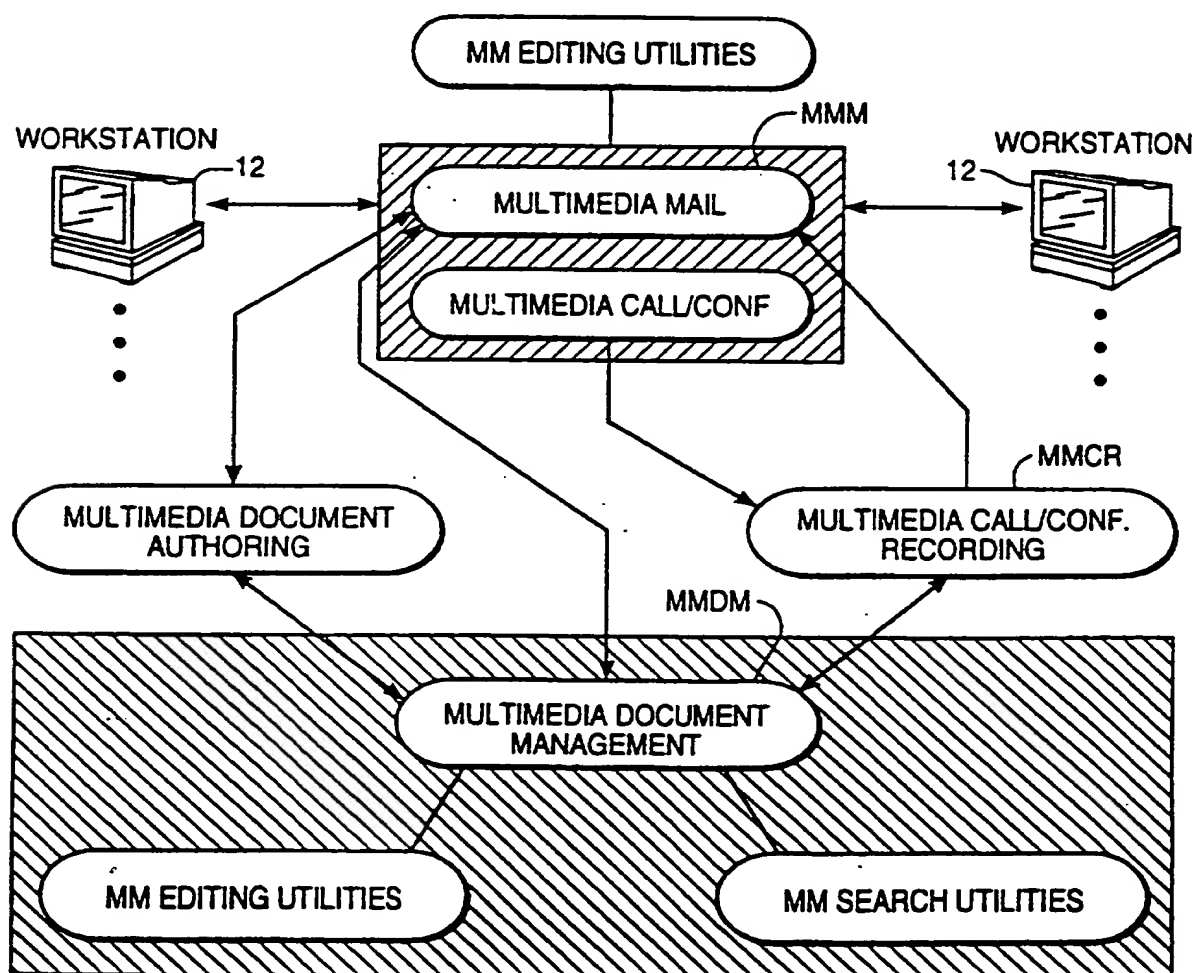 MM EDITING UTILITIES
MMM
WORKSTATION
12
WORKSTATION
12
MULTIMEDIA MAIL
MULTIMEDIA CALL/CONF
MMCR
MULTIMEDIA DOCUMENT
AUTHORING
MULTIMEDIA CALL/CONF.
RECORDING
MMDM
MULTIMEDIA DOCUMENT
MANAGEMENT
MM EDITING UTILITIES
MM SEARCH UTILITIES